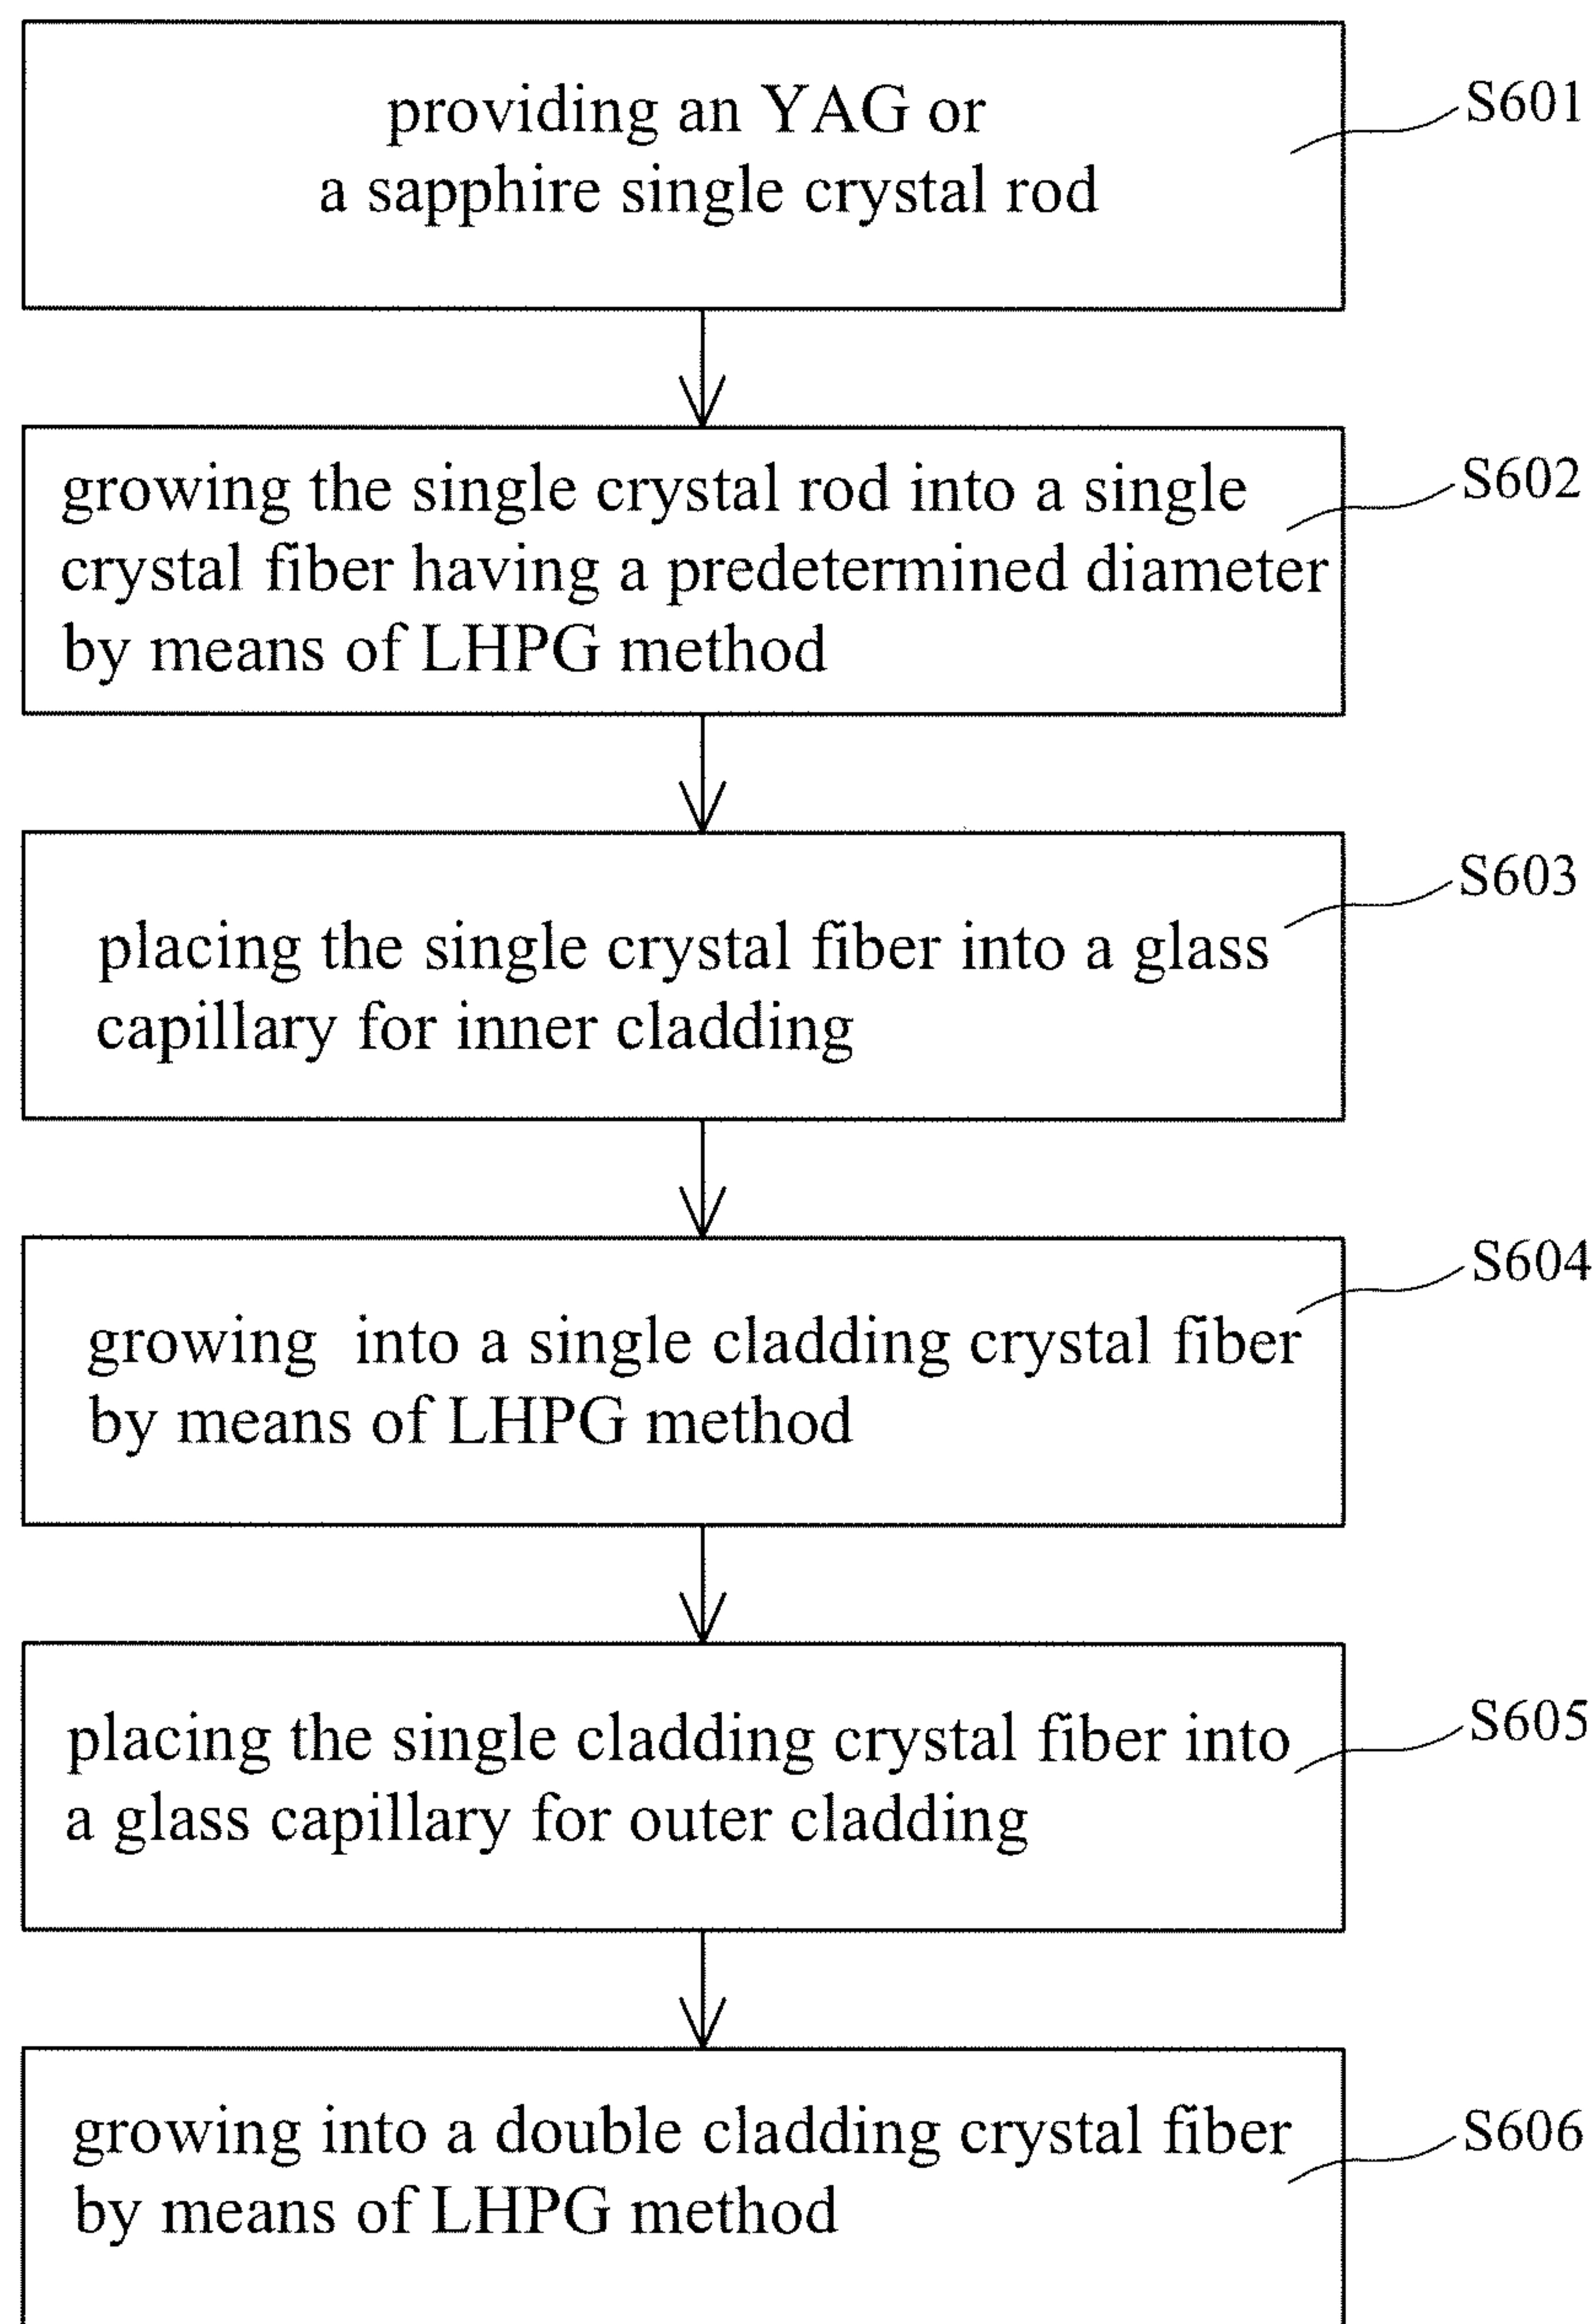 providing an YAG or
a sapphire single crystal rod
S601
growing the single crystal rod into a single
crystal fiber having a predetermined diameter
by means of LHPG method
S602
placing the single crystal fiber into a glass
capillary for inner cladding
S603
growing into a single cladding crystal fiber
by means of LHPG method
S604
placing the single cladding crystal fiber into
a glass capillary for outer cladding
S605
growing into a double cladding crystal fiber
by means of LHPG method
S606